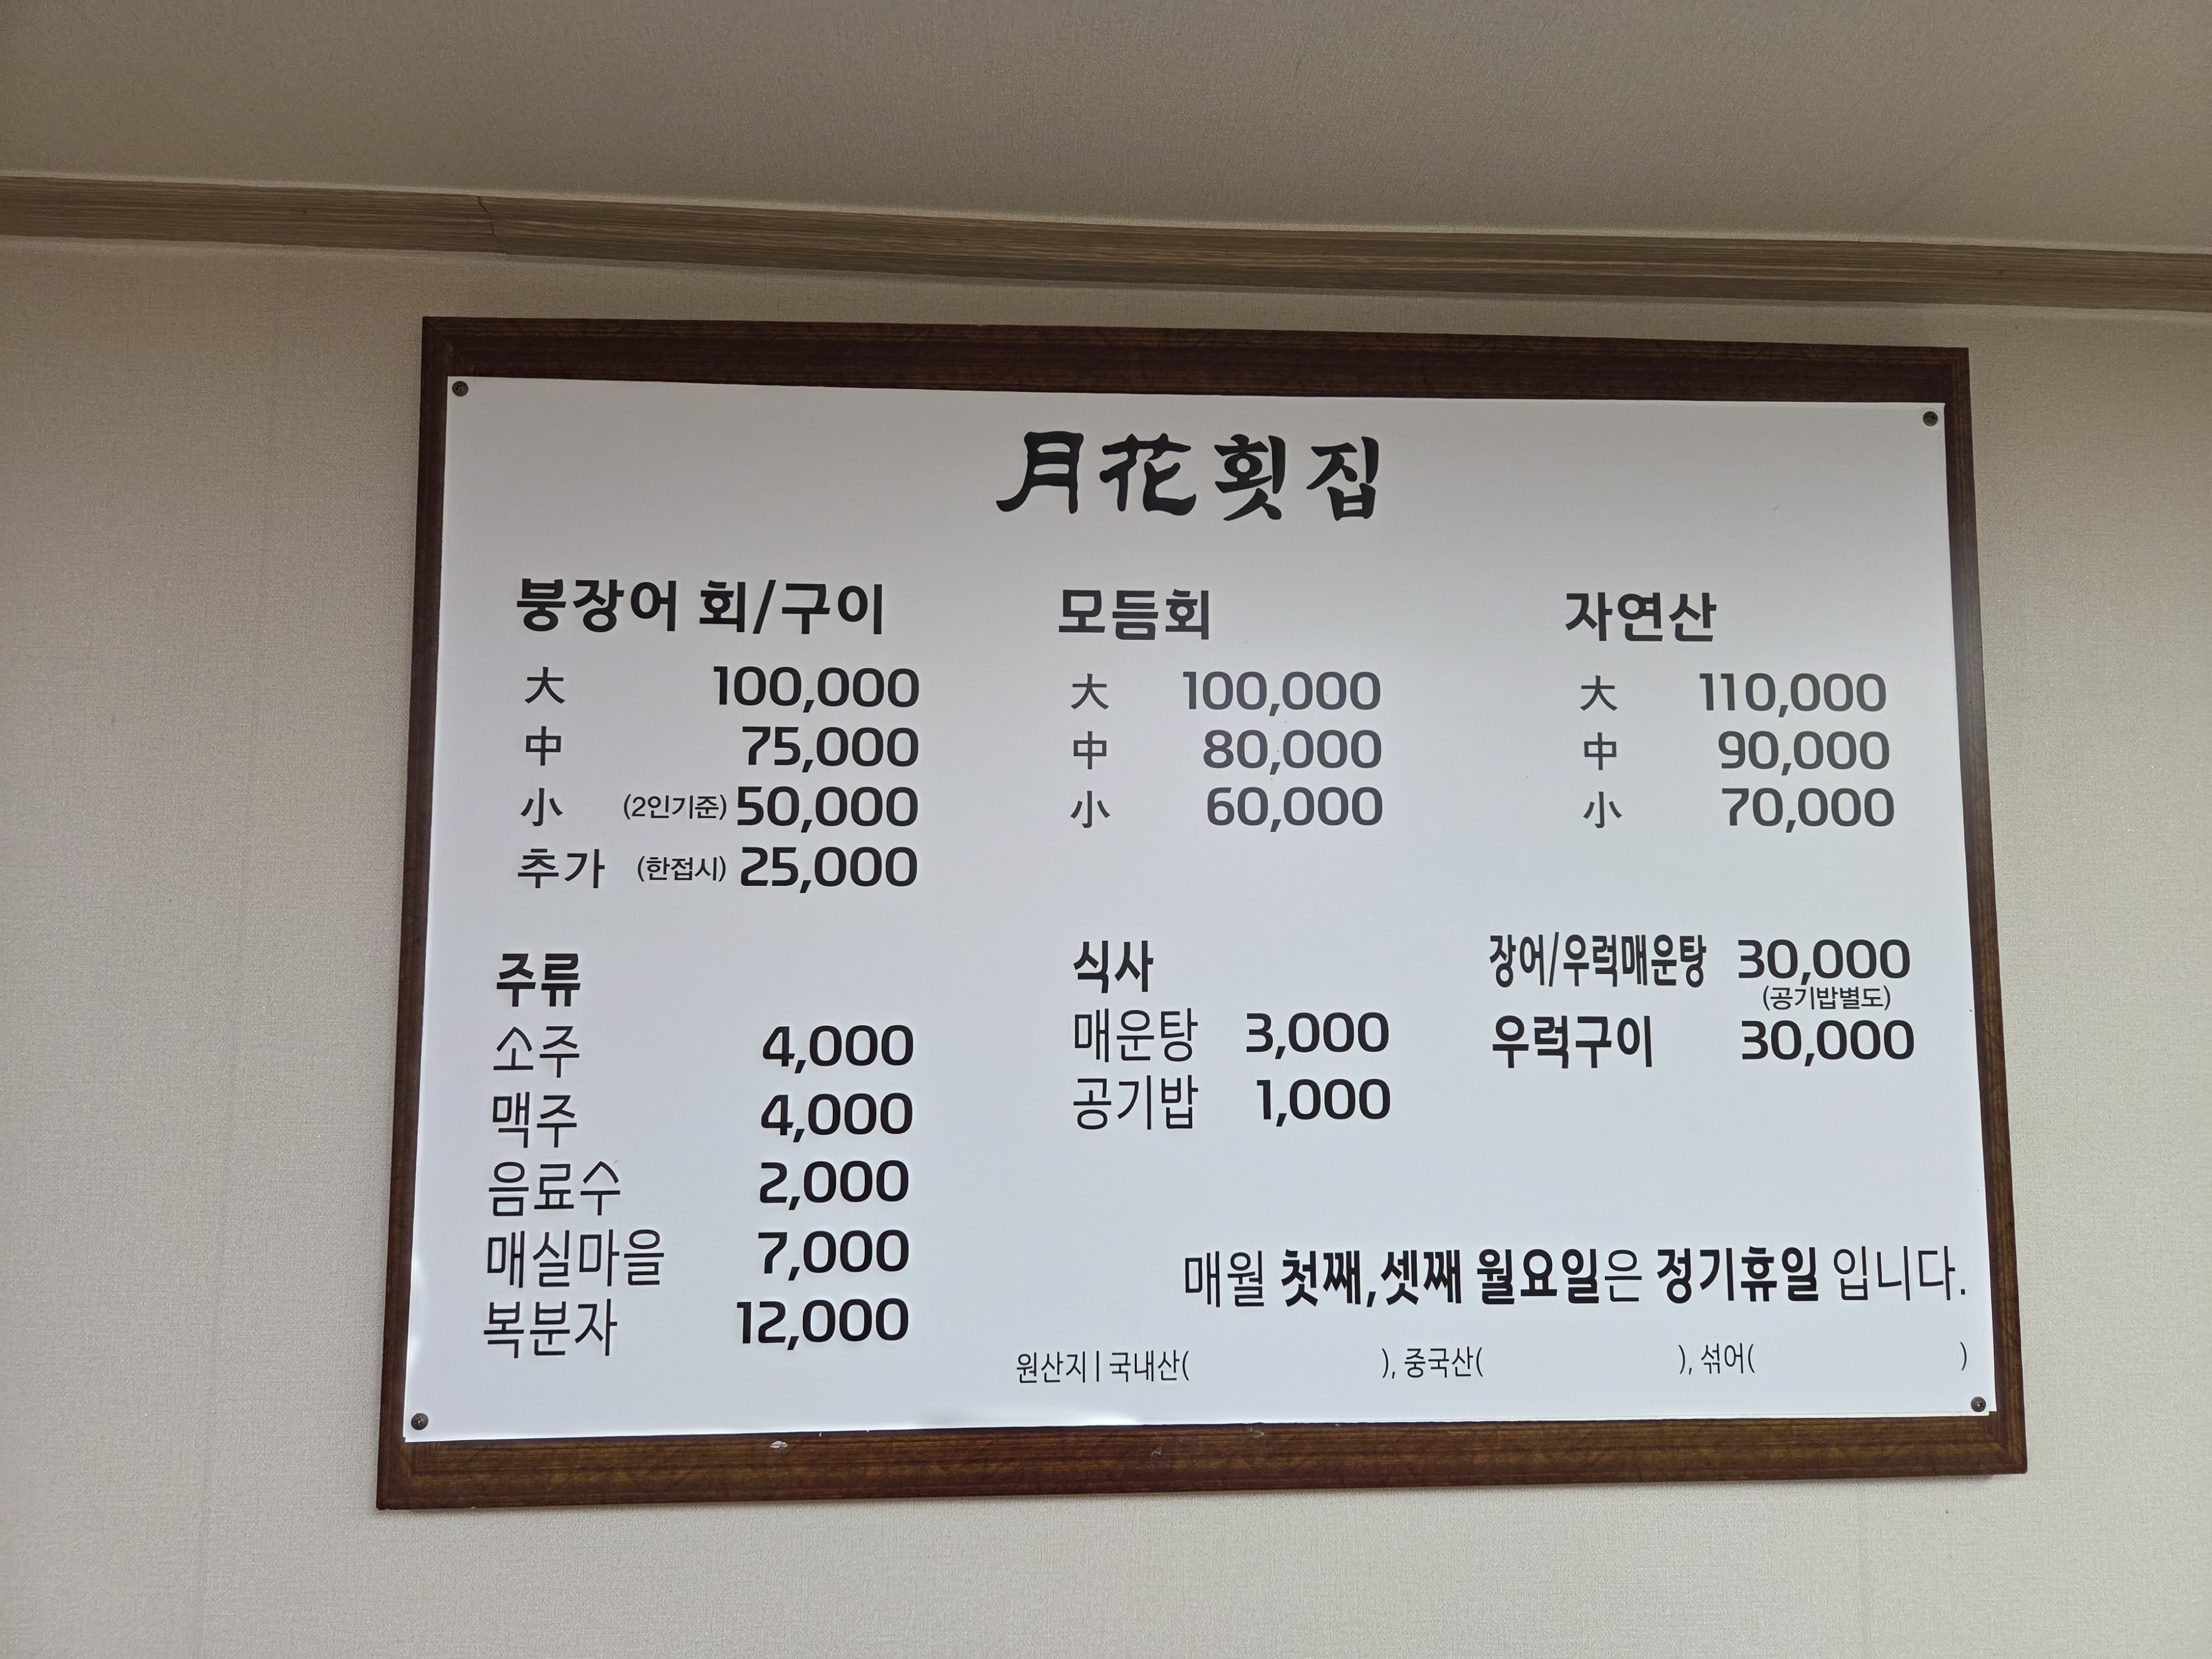 月花횟집
붕장어 회/구이
大 100,000
中 75,000
小 (2인기준) 50,000
추가 (한접시) 25,000
모듬회
大 100,000
中 80,000
小 60,000
자연산
大 110,000
中 90,000
小 70,000
주류
소주 4,000
맥주 4,000
음료수 2,000
매실마을 7,000
복분자 12,000
식사
매운탕 3,000
공기밥 1,000
장어/우럭매운탕 30,000
(공기밥별도)
우럭구이 30,000
매월 첫째,셋째 월요일은 정기휴일 입니다.
원산지 | 국내산( ), 중국산( ), 섞어( )